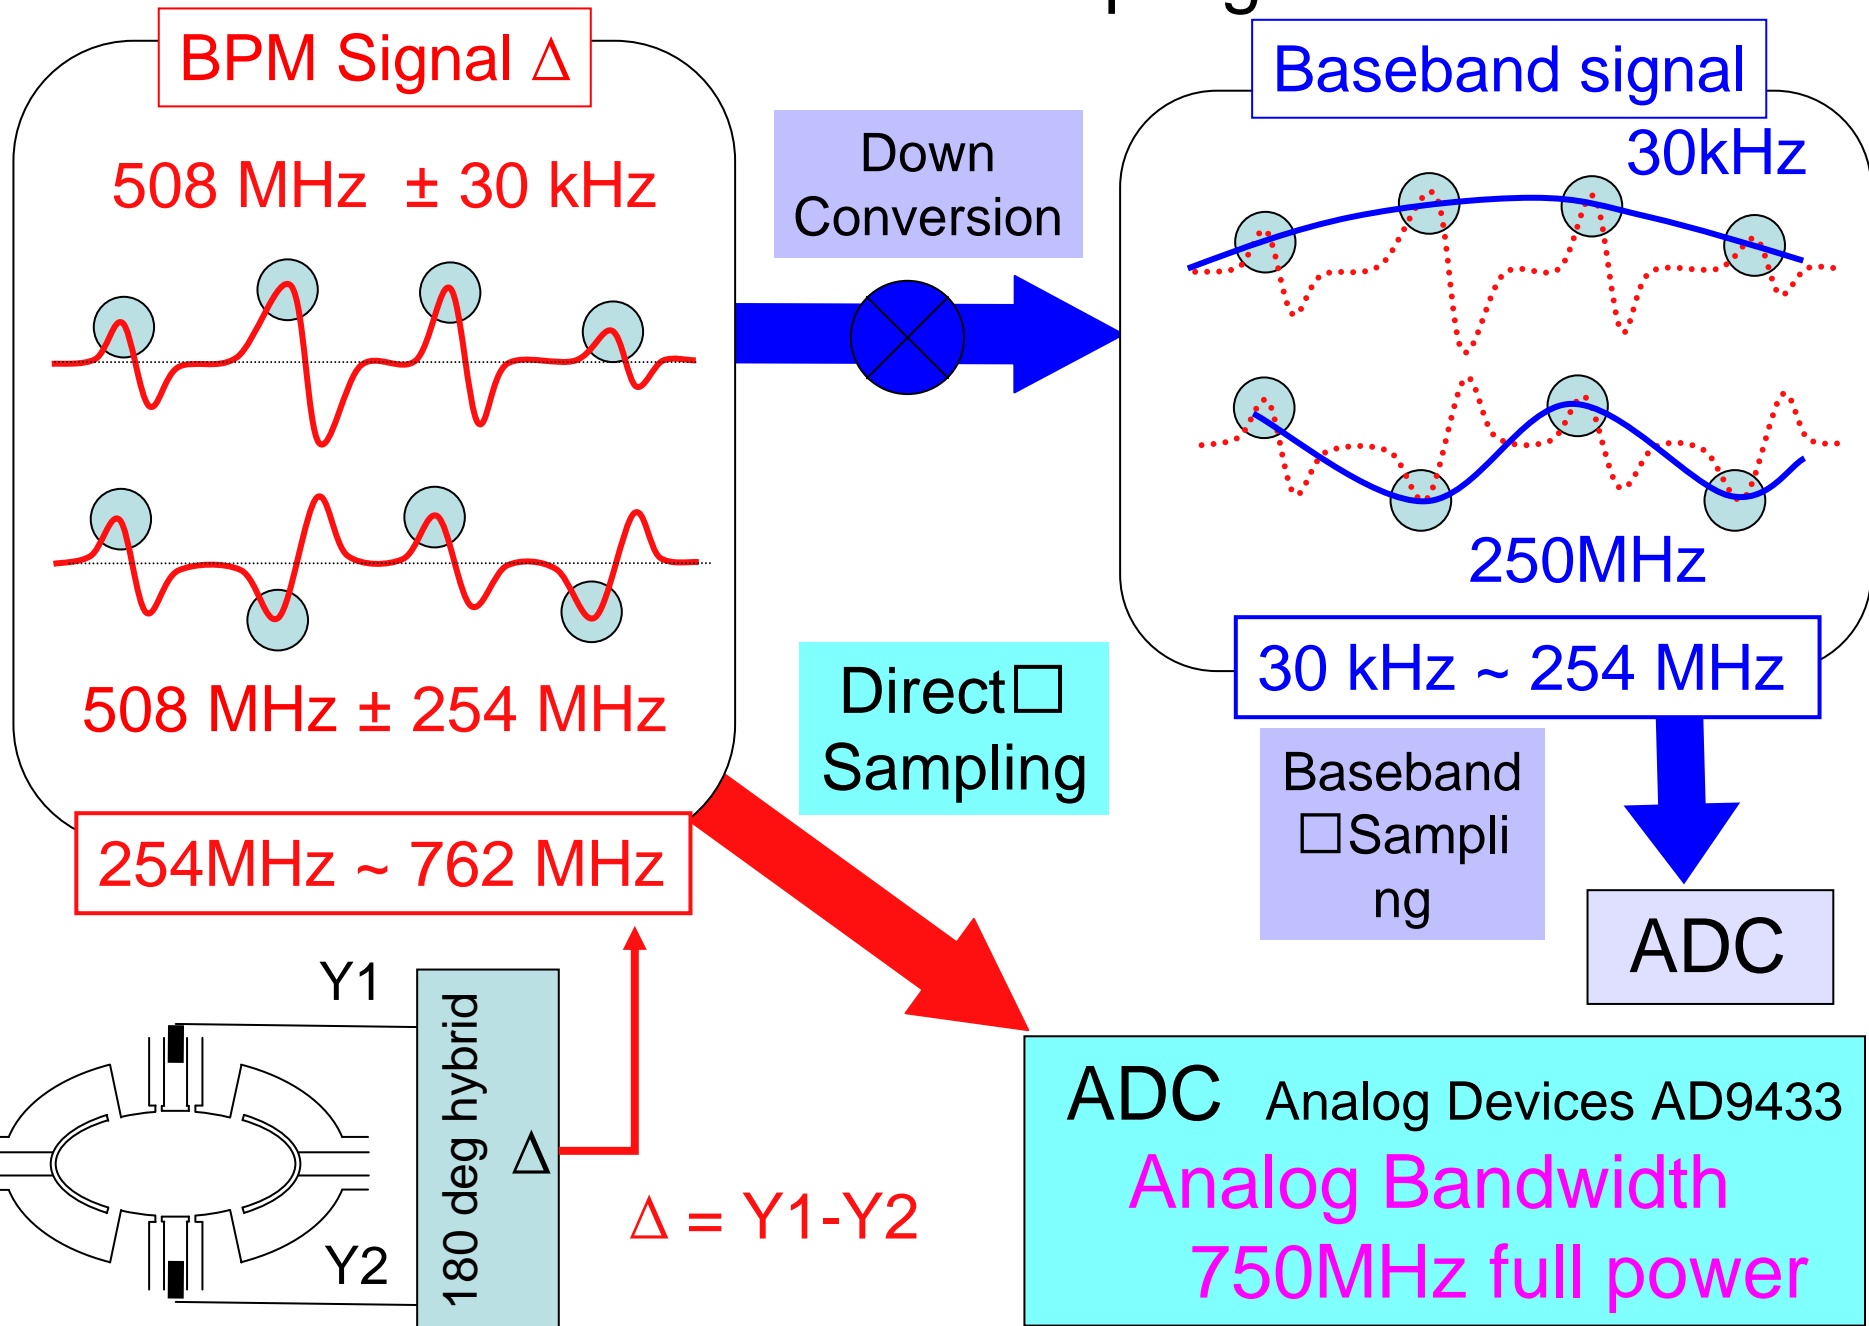 BPM Signal Δ
508 MHz ± 30 kHz
508 MHz ± 254 MHz
254MHz ~ 762 MHz
Down
Conversion
Baseband signal
30kHz
250MHz
30 kHz ~ 254 MHz
Direct□
Sampling
Baseband
□Sampli
ng
ADC
Y1
Y2
180 deg hybrid
Δ
Δ = Y1-Y2
ADC Analog Devices AD9433
Analog Bandwidth
750MHz full power